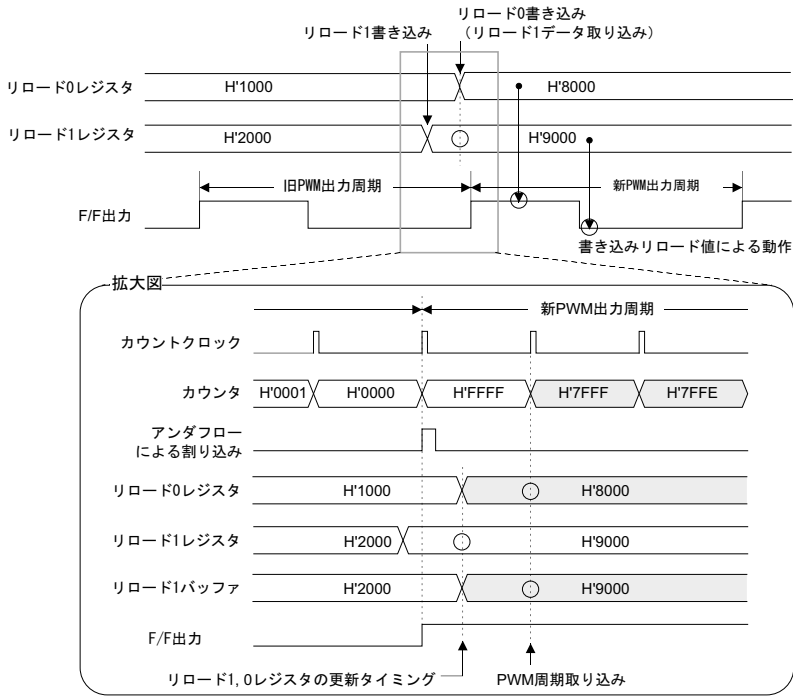 リロード0書き込み
リロード1書き込み
（リロード1データ取り込み）
リロード0レジスタ
H'1000
H'8000
リロード1レジスタ
H'2000
H'9000
旧PWM出力周期
新PWM出力周期
F/F出力
書き込みリロード値による動作
拡大図
新PWM出力周期
カウントクロック
カウンタ
H'0001
H'0000
H'FFFF
H'7FFF
H'7FFE
アンダフロー
による割り込み
リロード0レジスタ
H'1000
H'8000
リロード1レジスタ
H'2000
H'9000
リロード1バッファ
H'2000
H'9000
F/F出力
リロード1, 0レジスタの更新タイミング
PWM周期取り込み